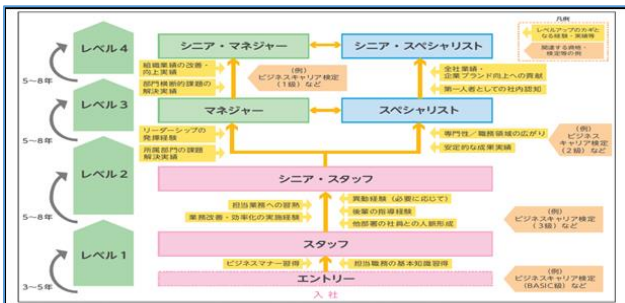 凡例
レベルアップのカギと
なる経験・実績等
関連する資格・
検定等の例
レベル4
シニア・マネジャー
シニア・スペシャリスト
組織業績の改善・
向上実績
部門横断的課題の
解決実績
(例)
ビジネスキャリア検定
(1級)など
全社業績・
企業ブランド向上への貢献
第一人者としての社内認知
5~8年
レベル3
マネジャー
スペシャリスト
リーダーシップの
発揮経験
所属部門の課題
解決実績
専門性/職務領域の広がり
安定的な成果実績
(例)
ビジネス
キャリア検定
(2級)など
5~8年
レベル2
シニア・スタッフ
担当業務への習熟
業務改善・効率化の実施経験
異動経験(必要に応じて)
後輩の指導経験
他部署の社員との人脈形成
(例)
ビジネスキャリア検定
(3級)など
5~8年
スタッフ
レベル1
ビジネスマナー習得
担当職務の基本知識習得
(例)
ビジネスキャリア検定
(BASIC級)など
3~5年
エントリー
入社